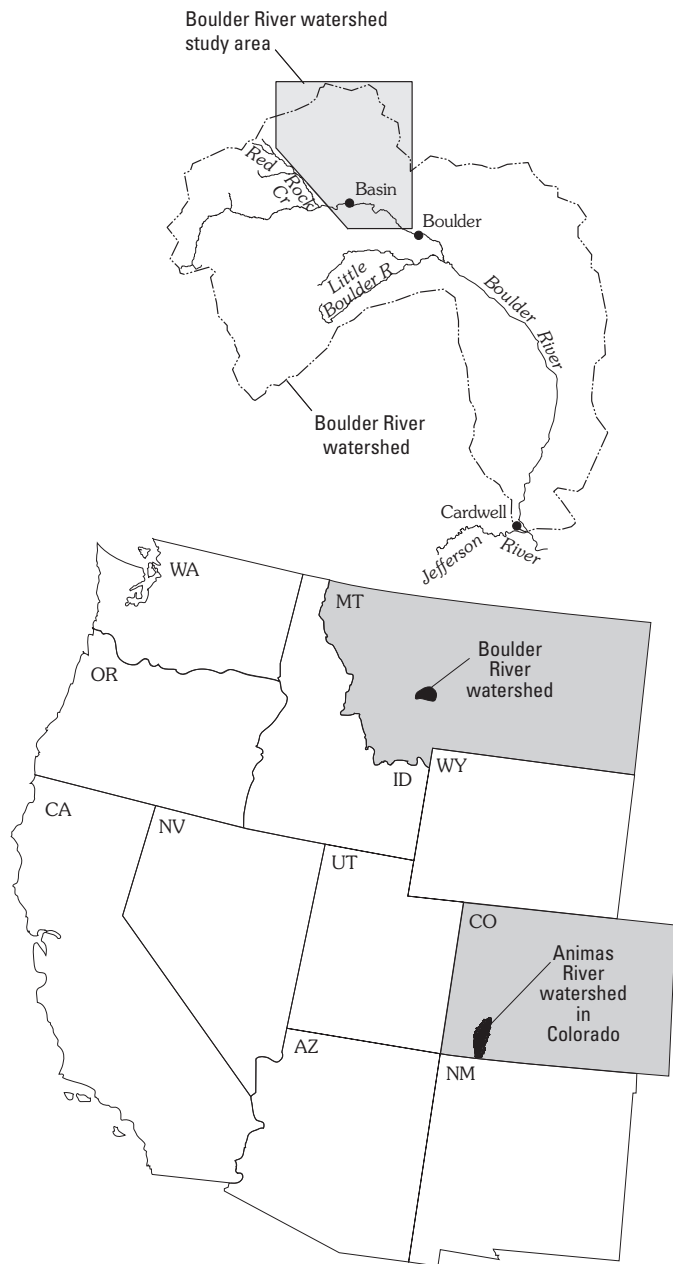 Boulder River watershed
study area
Red Rock
Cr
Basin
Boulder
Little
Boulder R
Boulder River
Boulder River
watershed
Cardwell
Jefferson River
WA
MT
Boulder
River
watershed
OR
ID
WY
CA
NV
UT
CO
Animas
River
watershed
in
Colorado
AZ
NM